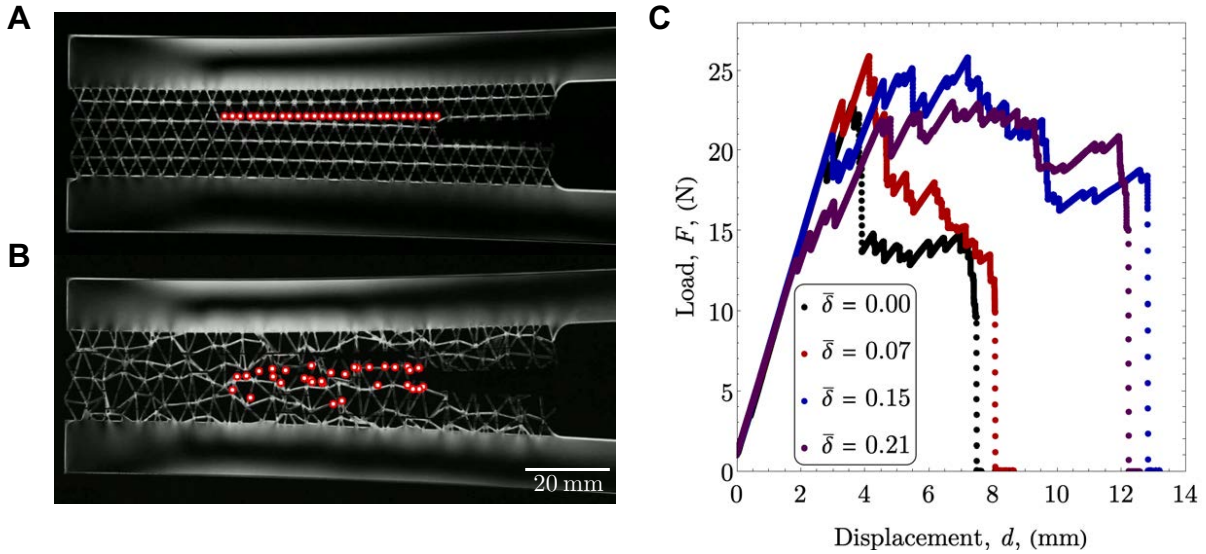 A
B
20 mm
C
Load, F, (N)
25
20
15
10
5
0
δ̄ = 0.00
δ̄ = 0.07
δ̄ = 0.15
δ̄ = 0.21
0 2 4 6 8 10 12 14
Displacement, d, (mm)